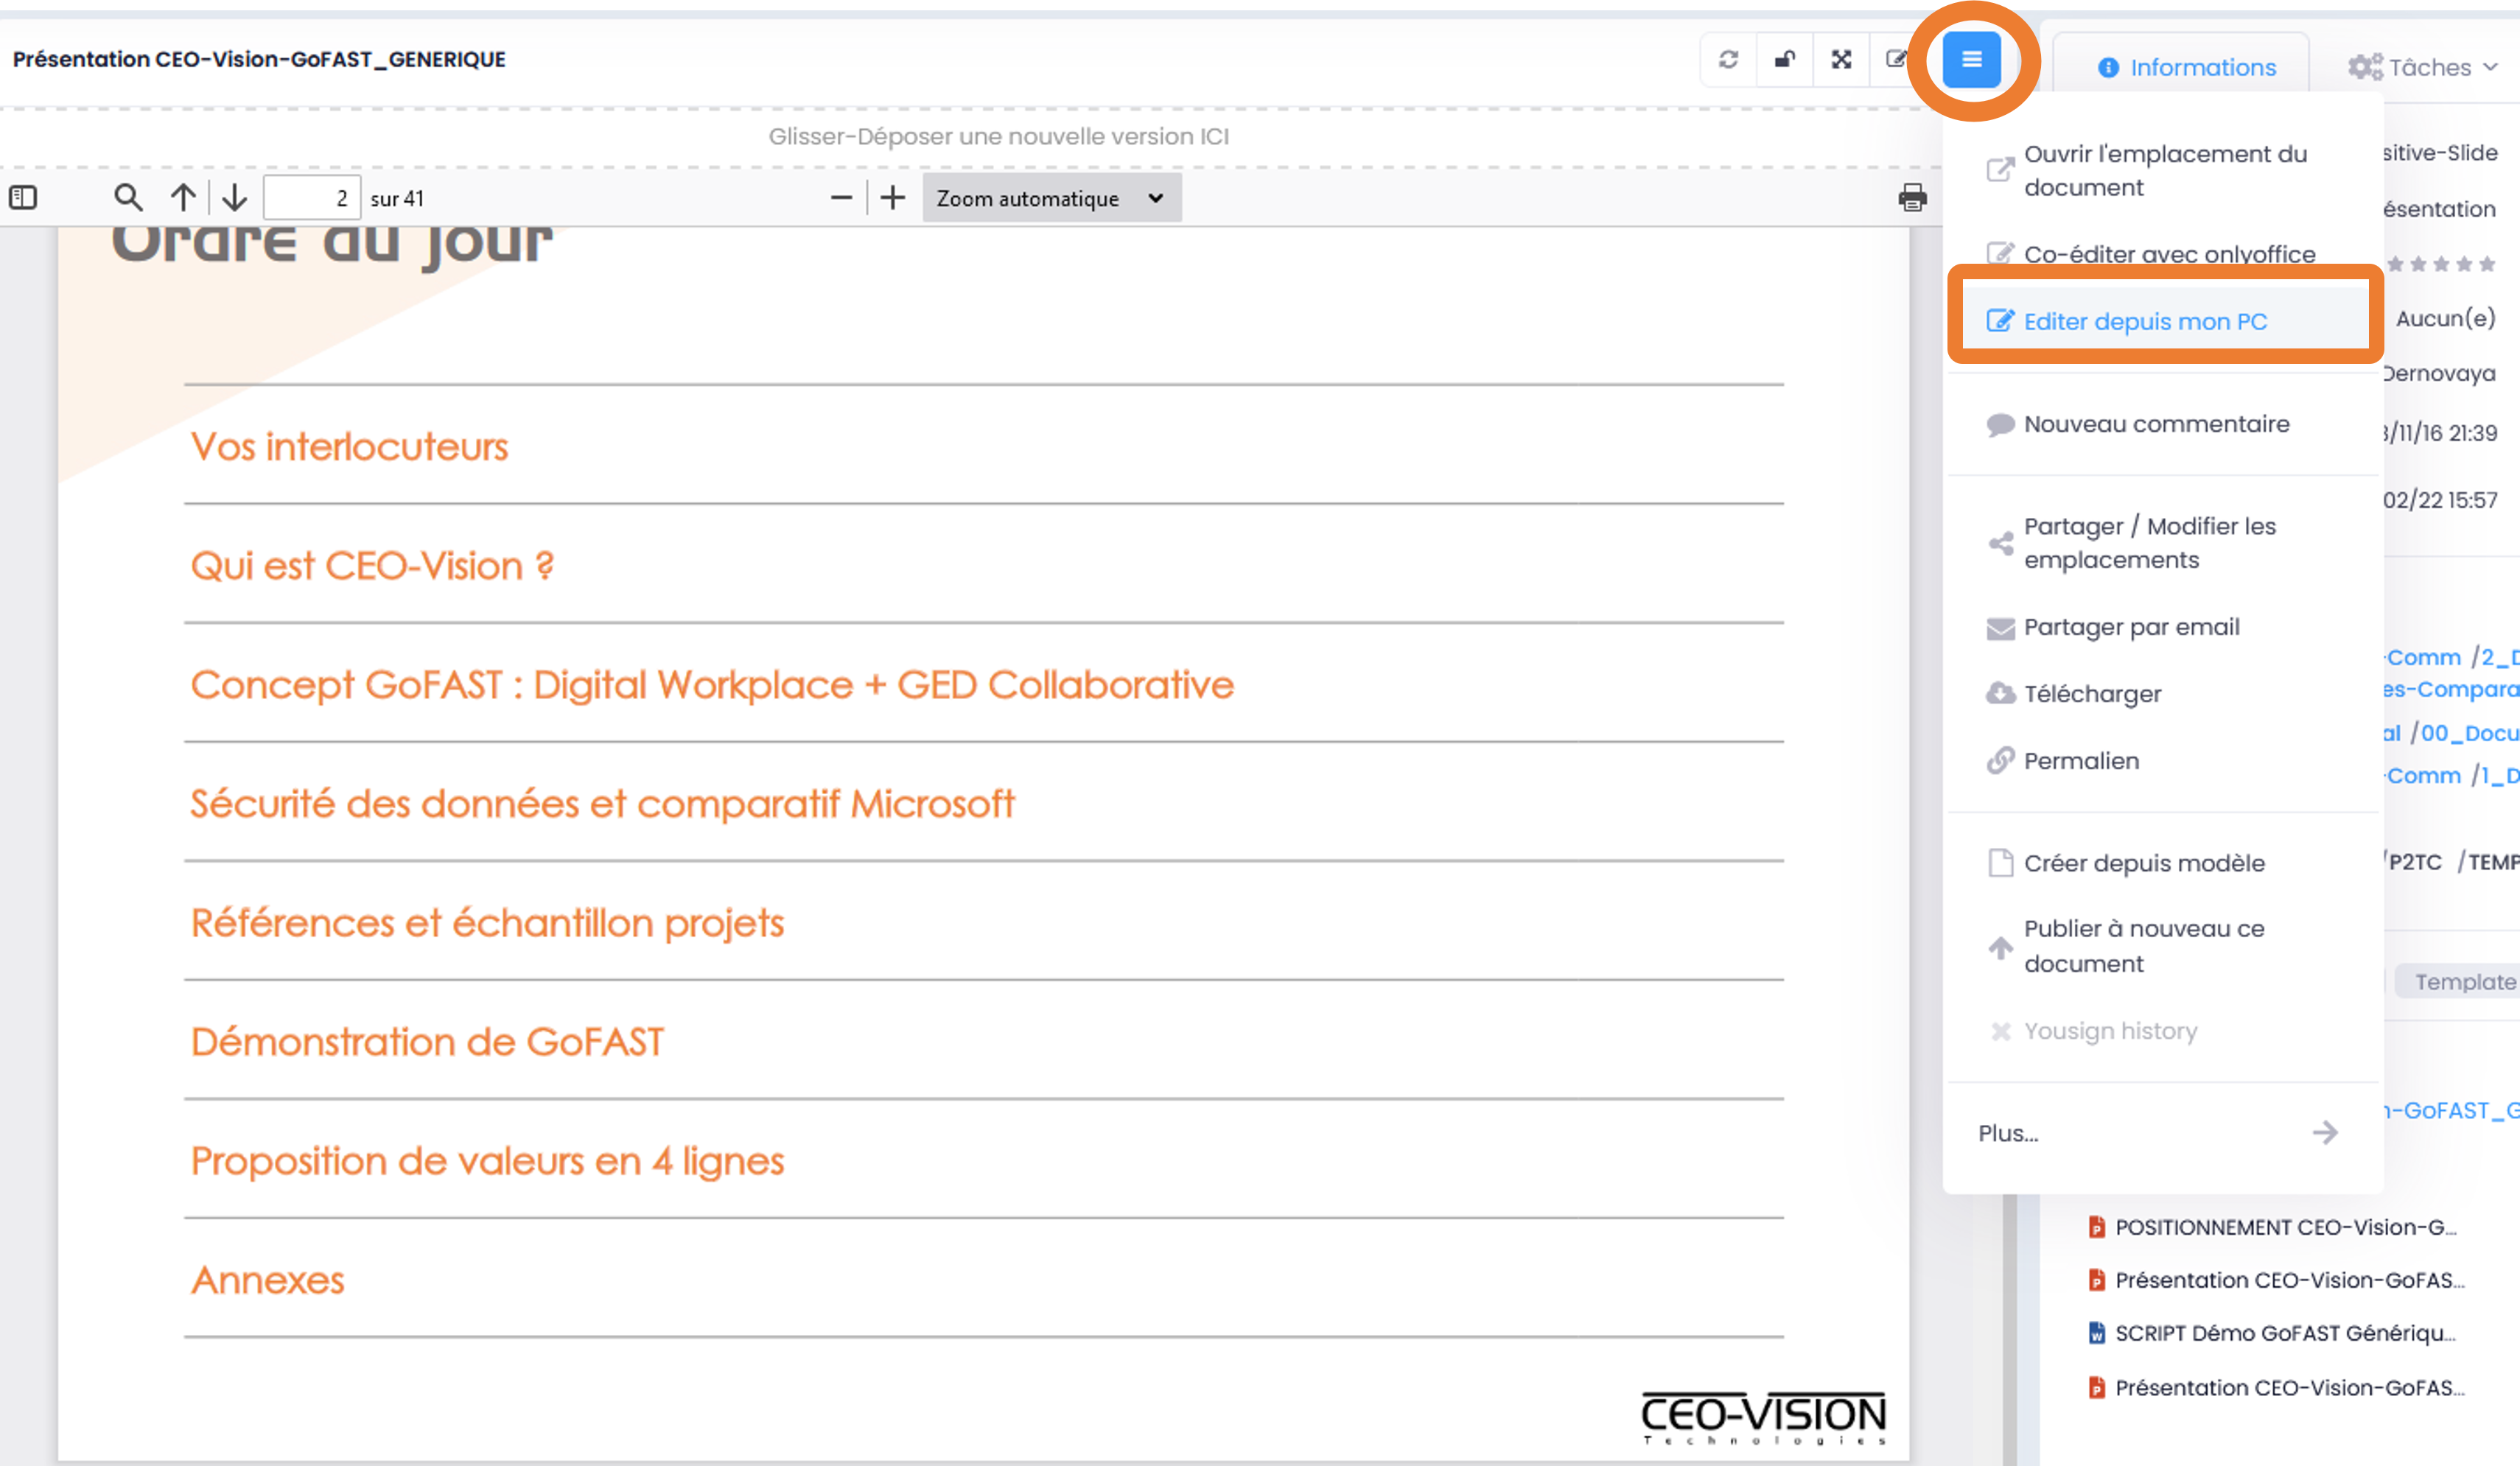 Présentation CEO-Vision-GoFAST_GENERIQUE
Informations
Tâches
Glisser-Déposer une nouvelle version ICI
2 sur 41
Zoom automatique
Ordre du jour
Vos interlocuteurs
Qui est CEO-Vision ?
Concept GoFAST : Digital Workplace + GED Collaborative
Sécurité des données et comparatif Microsoft
Références et échantillon projets
Démonstration de GoFAST
Proposition de valeurs en 4 lignes
Annexes
CEO-VISION
Technologies
Ouvrir l'emplacement du
document
Co-éditer avec onlyoffice
Editer depuis mon PC
Nouveau commentaire
Partager / Modifier les
emplacements
Partager par email
Télécharger
Permalien
Créer depuis modèle
Publier à nouveau ce
document
Yousign history
Plus...
sitive-Slide
ésentation
Aucun(e)
Dernovaya
/11/16 21:39
02/22 15:57
-Comm /2_D
es-Compara
al /00_Docu
-Comm /1_D
/P2TC /TEMP
Template
-GoFAST_G
POSITIONNEMENT CEO-Vision-G...
Présentation CEO-Vision-GoFAS...
SCRIPT Démo GoFAST Génériqu...
Présentation CEO-Vision-GoFAS...